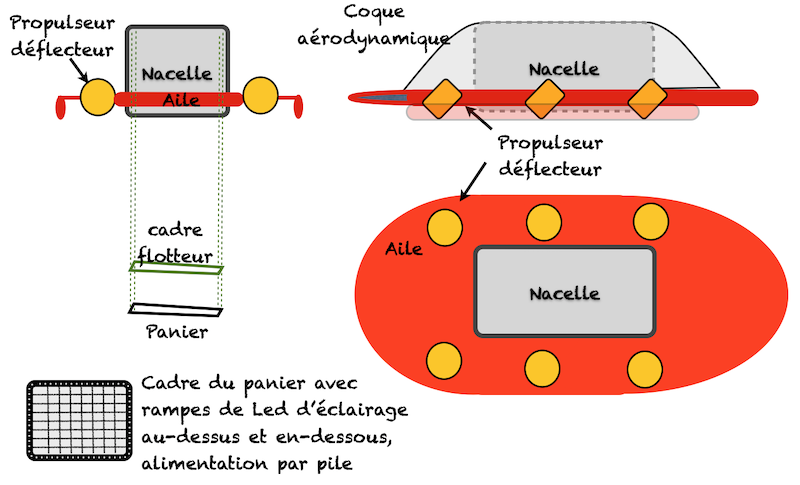 Propulseur
déflecteur
Nacelle
Aile
cadre
flotteur
Panier
Coque
aérodynamique
Nacelle
Propulseur
déflecteur
Aile
Nacelle
Cadre du panier avec
rampes de Led d'éclairage
au-dessus et en-dessous,
alimentation par pile